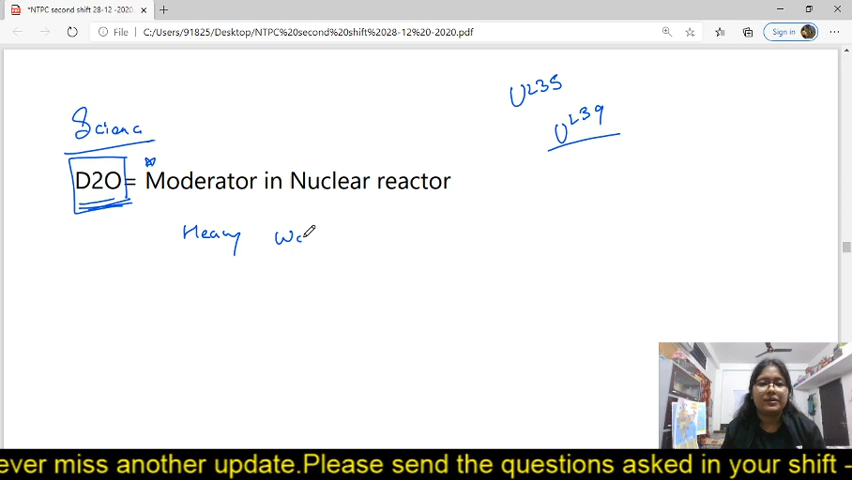 *NTPC second shift 28-12 -2020.
File C:/Users/91825/Desktop/NTPC%20second%20shift%2028-12%20-2020.pdf
Sign in
U235
U239
Scienc
D2O= Moderator in Nuclear reactor
Heavy Wa
ever miss another update.Please send the questions asked in your shift -